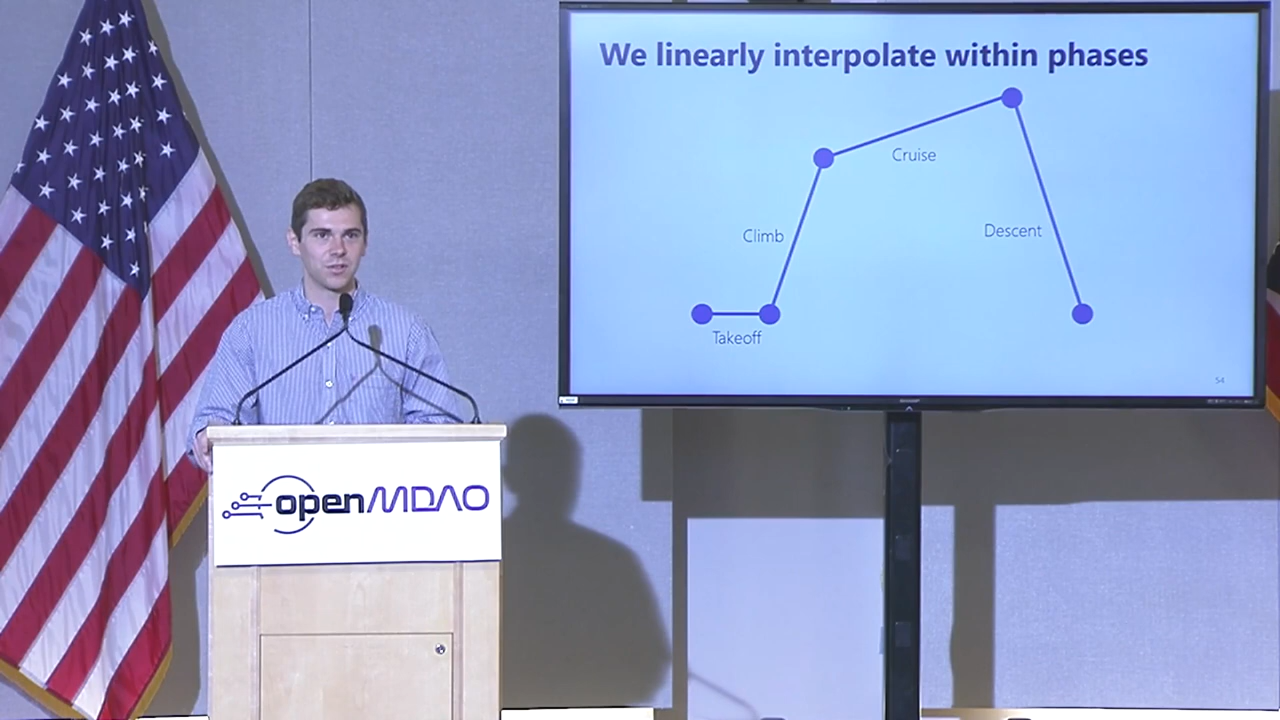 We linearly interpolate within phases
Cruise
Climb
Descent
Takeoff
54
openMDAO